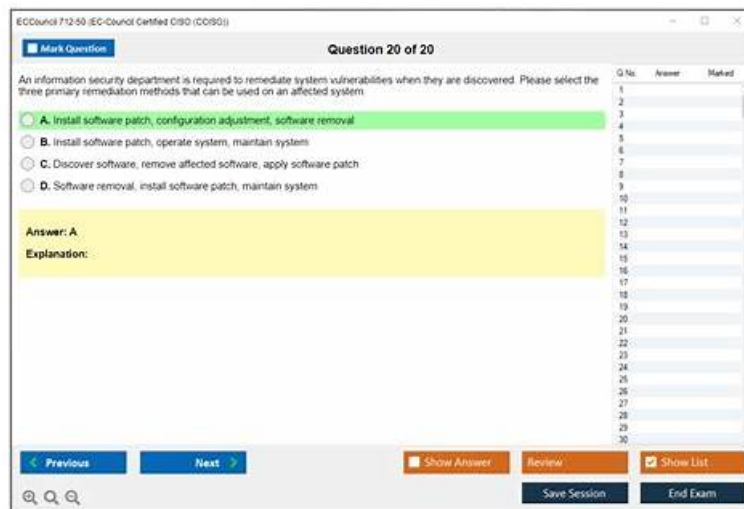 ECCouncil 712-50 (EC-Council Certified CISO (CCISO))
Mark Question
Question 20 of 20
An information security department is required to remediate system vulnerabilities when they are discovered. Please select the
three primary remediation methods that can be used on an affected system.
A. Install software patch, configuration adjustment, software removal
B. Install software patch, operate system, maintain system
C. Discover software, remove affected software, apply software patch
D. Software removal, install software patch, maintain system
Answer: A
Explanation:
Q No. Answer Marked
1
2
3
4
5
6
7
8
9
10
11
12
13
14
15
16
17
18
19
20
21
22
23
24
25
26
27
28
29
30
Previous
Next
Show Answer
Review
Show List
Save Session
End Exam